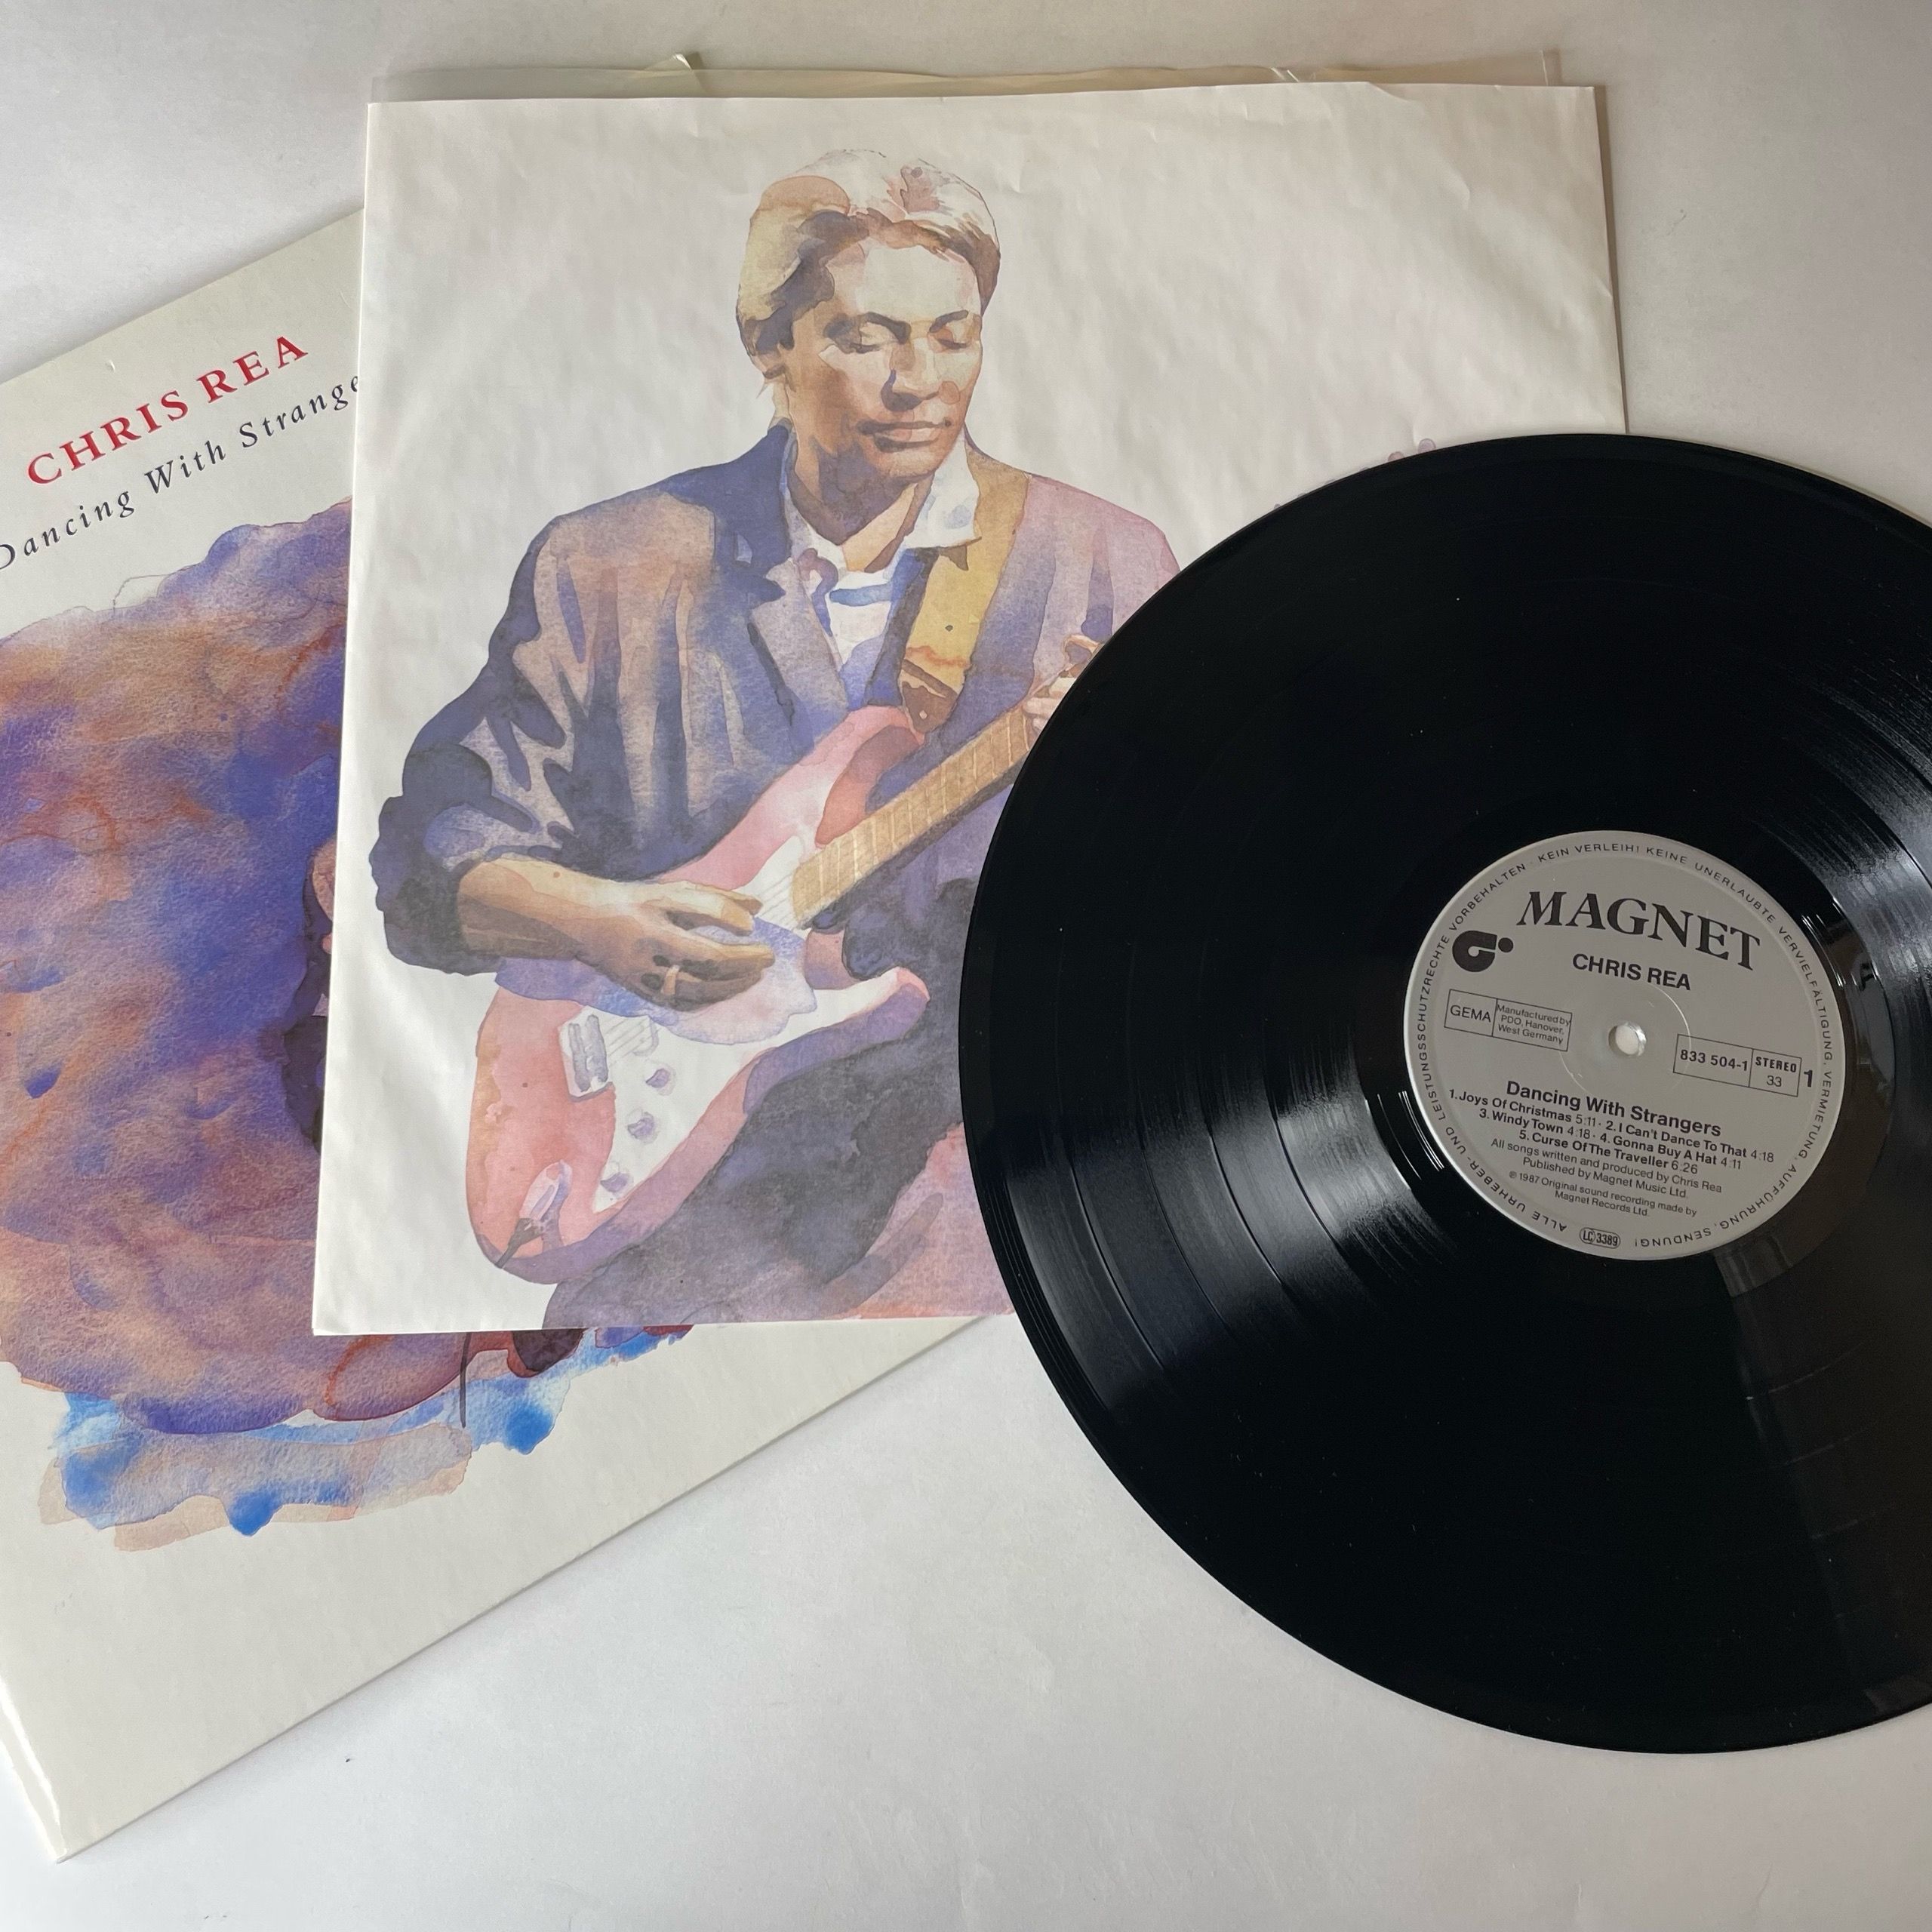 CHRIS REA
Dancing With Strange
ALLE URHEBER- UND LEISTUNGSSCHUTZRECHTE VORBEHALTEN · KEIN VERLEIH! KEINE UNERLAUBTE VERVIELFÄLTIGUNG, VERMIETUNG, AUFFÜHRUNG, SENDUNG!
MAGNET
CHRIS REA
GEMA
Manufactured by
PDO, Hanover,
West Germany
833 504-1
STEREO
33
1
Dancing With Strangers
1. Joys Of Christmas 5:11 · 2. I Can't Dance To That 4:18
3. Windy Town 4:18 · 4. Gonna Buy A Hat 4:11
5. Curse Of The Traveller 6:26
All songs written and produced by Chris Rea
Published by Magnet Music Ltd.
℗ 1987 Original sound recording made by
Magnet Records Ltd.
LC 3389